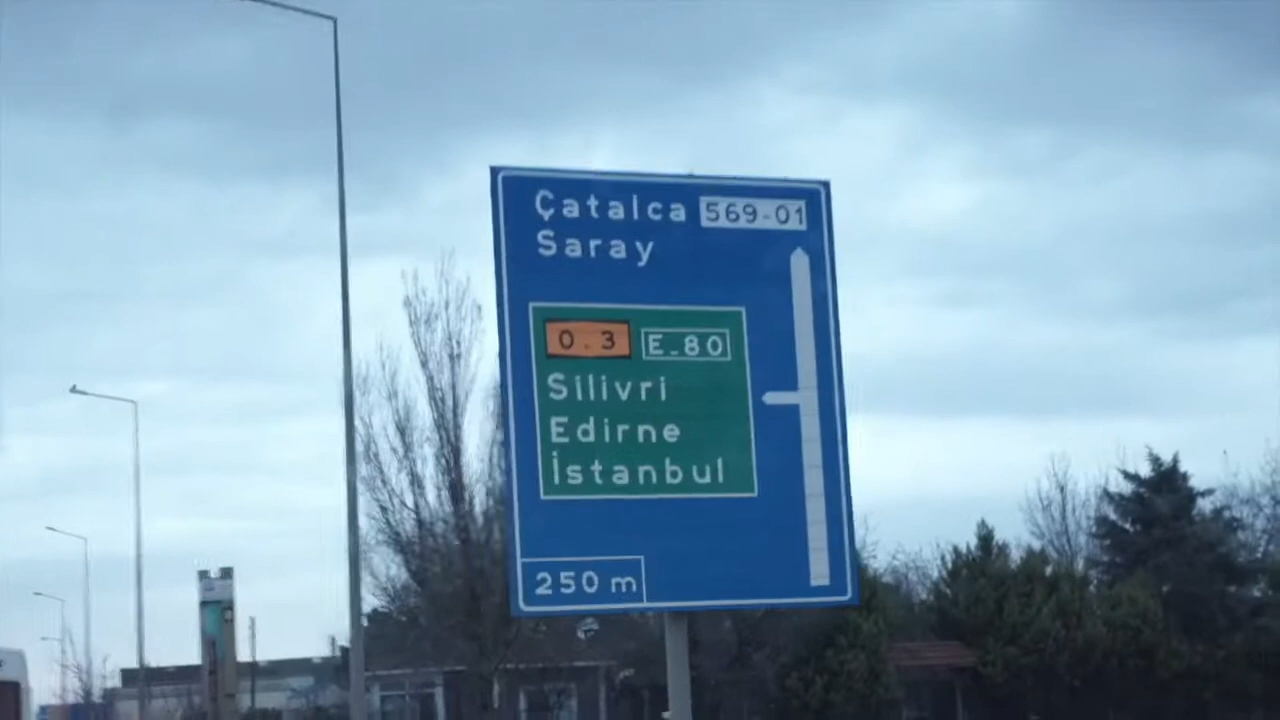 Çatalca 569-01
Saray
0.3 E-80
Silivri
Edirne
İstanbul
250 m